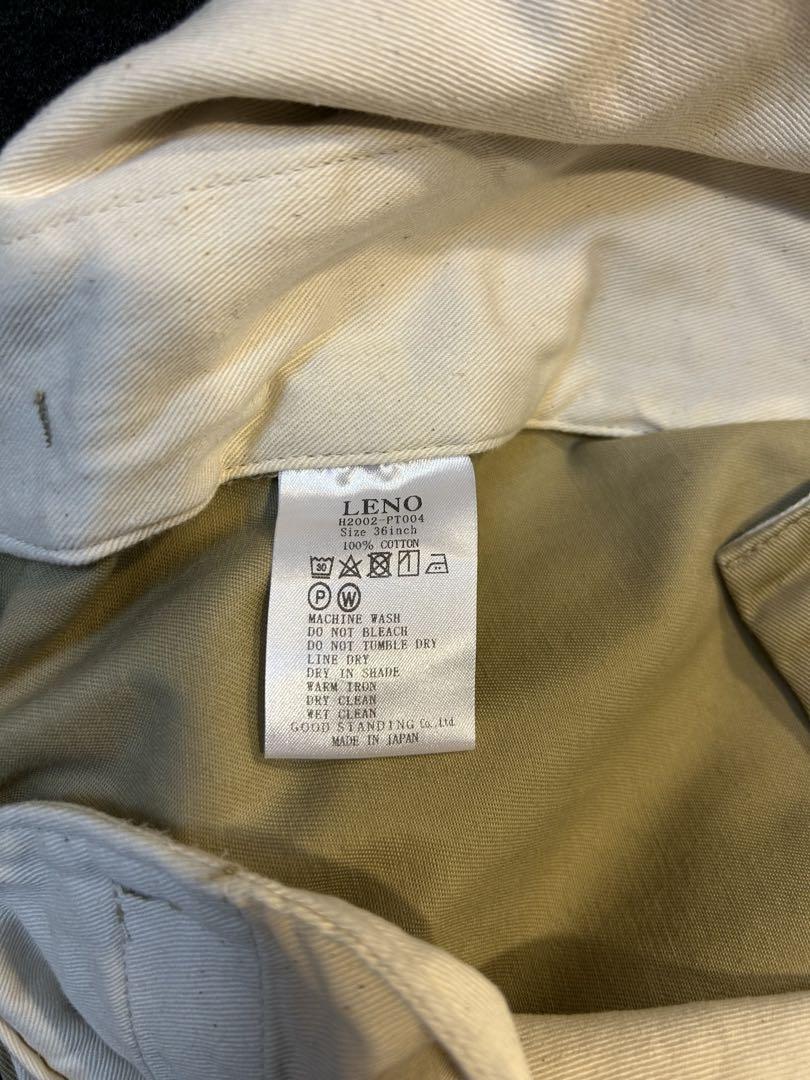 LENO
H2002-PT004
Size 36inch
100% COTTON
30
P W
MACHINE WASH
DO NOT BLEACH
DO NOT TUMBLE DRY
LINE DRY
DRY IN SHADE
WARM IRON
DRY CLEAN
WET CLEAN
GOOD STANDING Co., Ltd.
MADE IN JAPAN